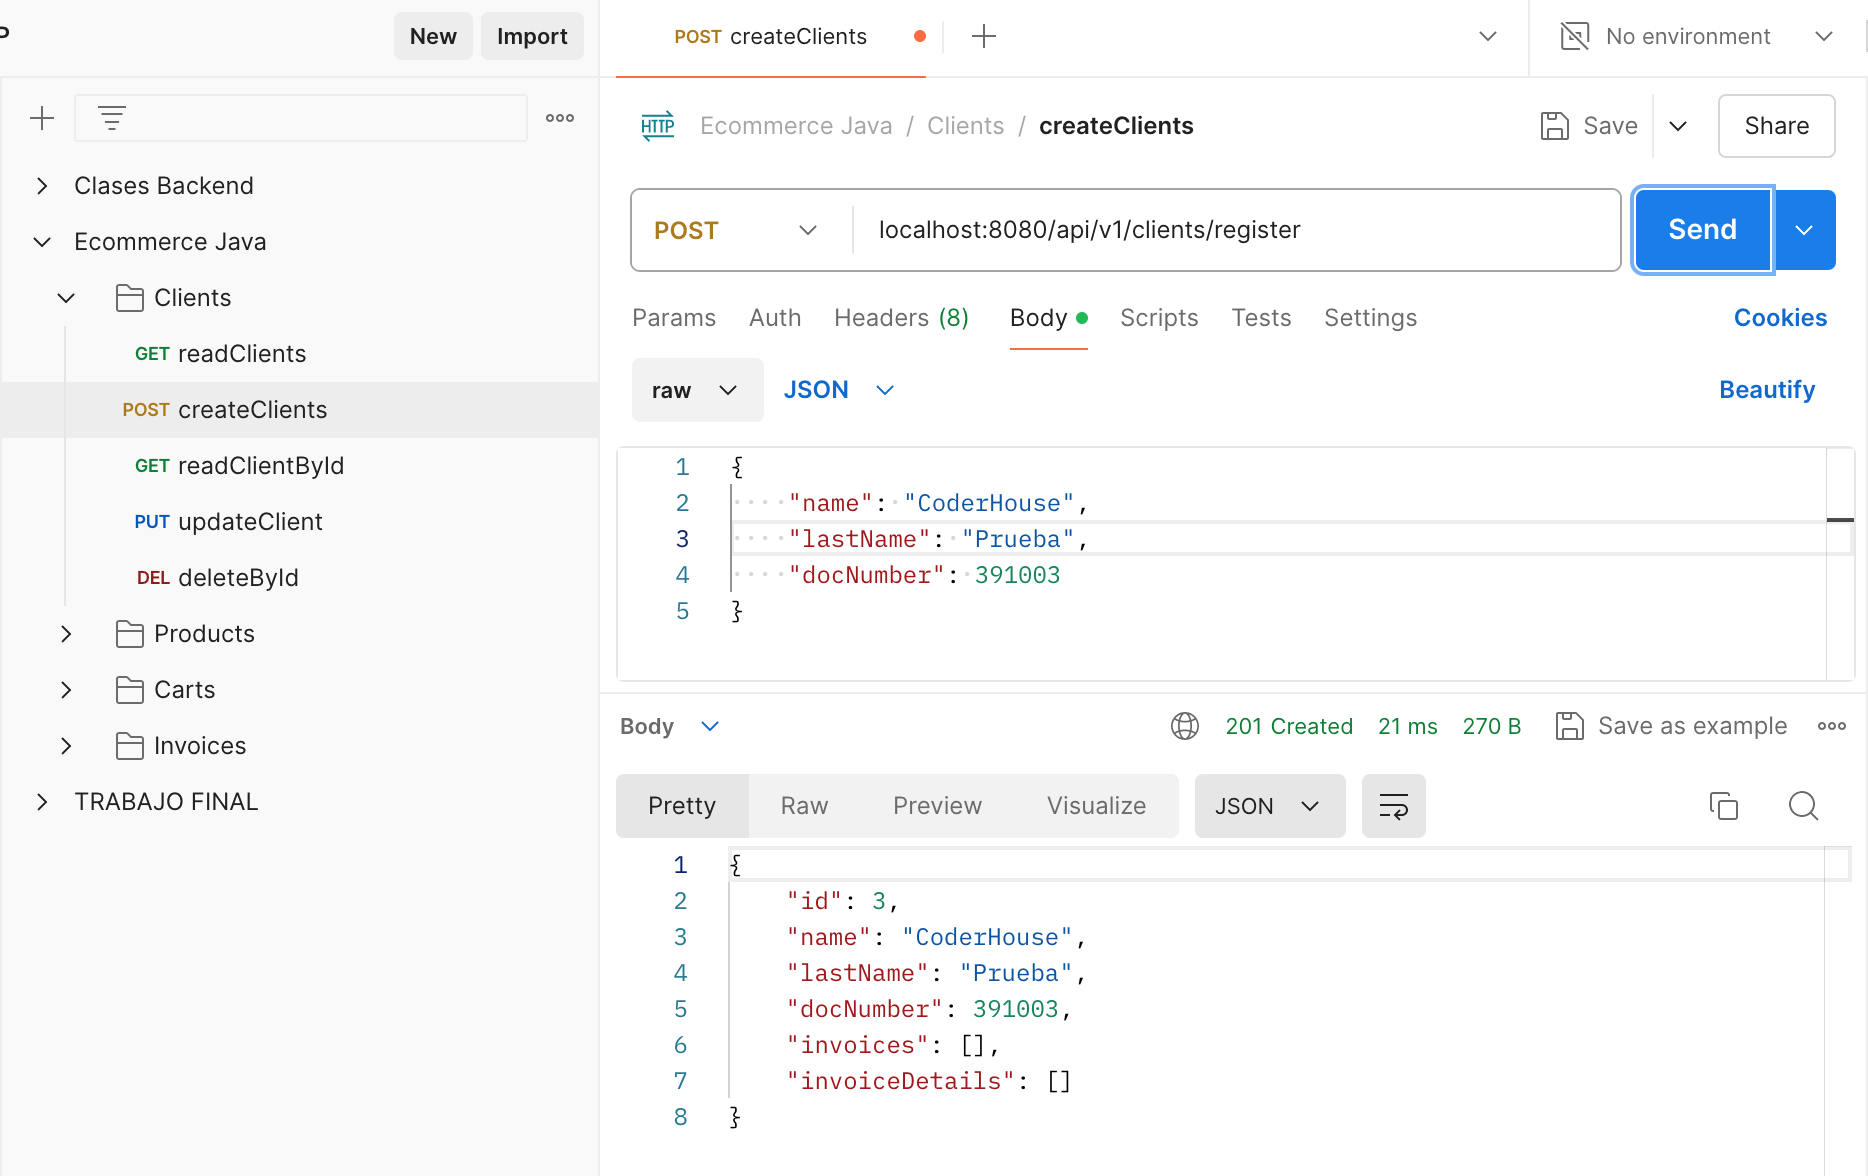 New Import
POST createClients
No environment
HTTP Ecommerce Java / Clients / createClients
Save
Share
Clases Backend
Ecommerce Java
Clients
GET readClients
POST createClients
GET readClientById
PUT updateClient
DEL deleteById
Products
Carts
Invoices
TRABAJO FINAL
POST localhost:8080/api/v1/clients/register
Send
Params Auth Headers (8) Body Scripts Tests Settings Cookies
raw JSON Beautify
1 {
2 "name": "CoderHouse",
3 "lastName": "Prueba",
4 "docNumber": 391003
5 }
Body 201 Created 21 ms 270 B Save as example
Pretty Raw Preview Visualize JSON
1 {
2 "id": 3,
3 "name": "CoderHouse",
4 "lastName": "Prueba",
5 "docNumber": 391003,
6 "invoices": [],
7 "invoiceDetails": []
8 }